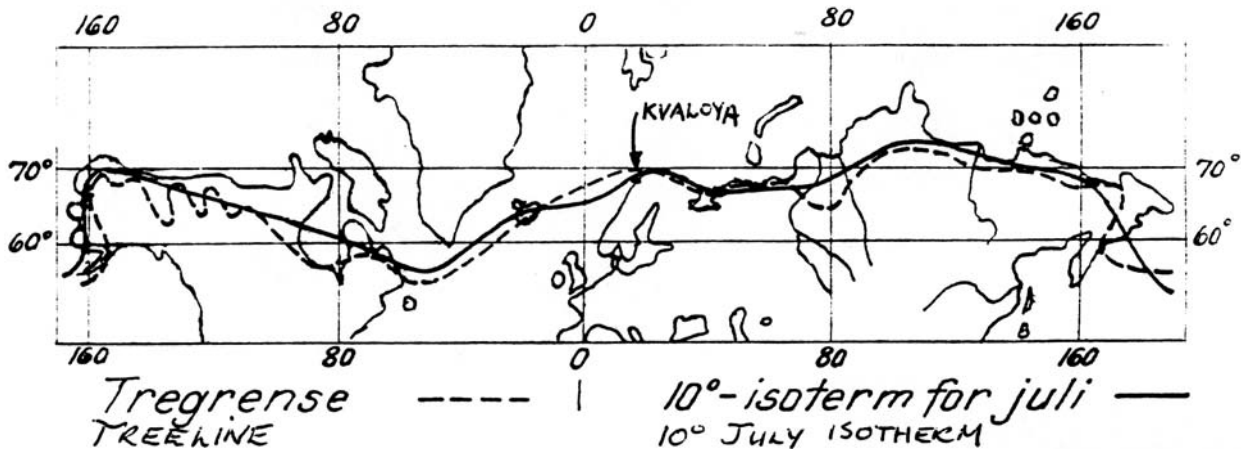 160 80 0 80 160
KVALOYA
70° 70°
60° 60°
160 80 0 80 160
Tregrense 10°-isoterm for juli
TREELINE 10° JULY ISOTHERM